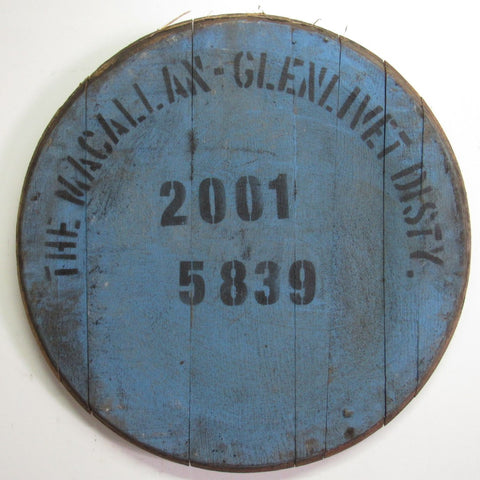 THE MACALLAN-GLENLIVET DISTY.
2001
5839